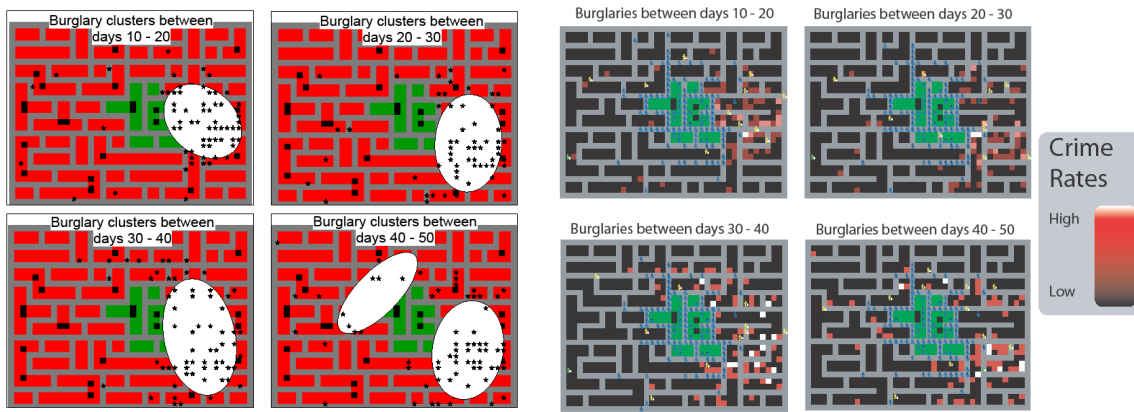 Burglary clusters between
days 10 - 20
Burglary clusters between
days 20 - 30
Burglaries between days 10 - 20
Burglaries between days 20 - 30
Crime
Rates
High
Low
Burglary clusters between
days 30 - 40
Burglary clusters between
days 40 - 50
Burglaries between days 30 - 40
Burglaries between days 40 - 50